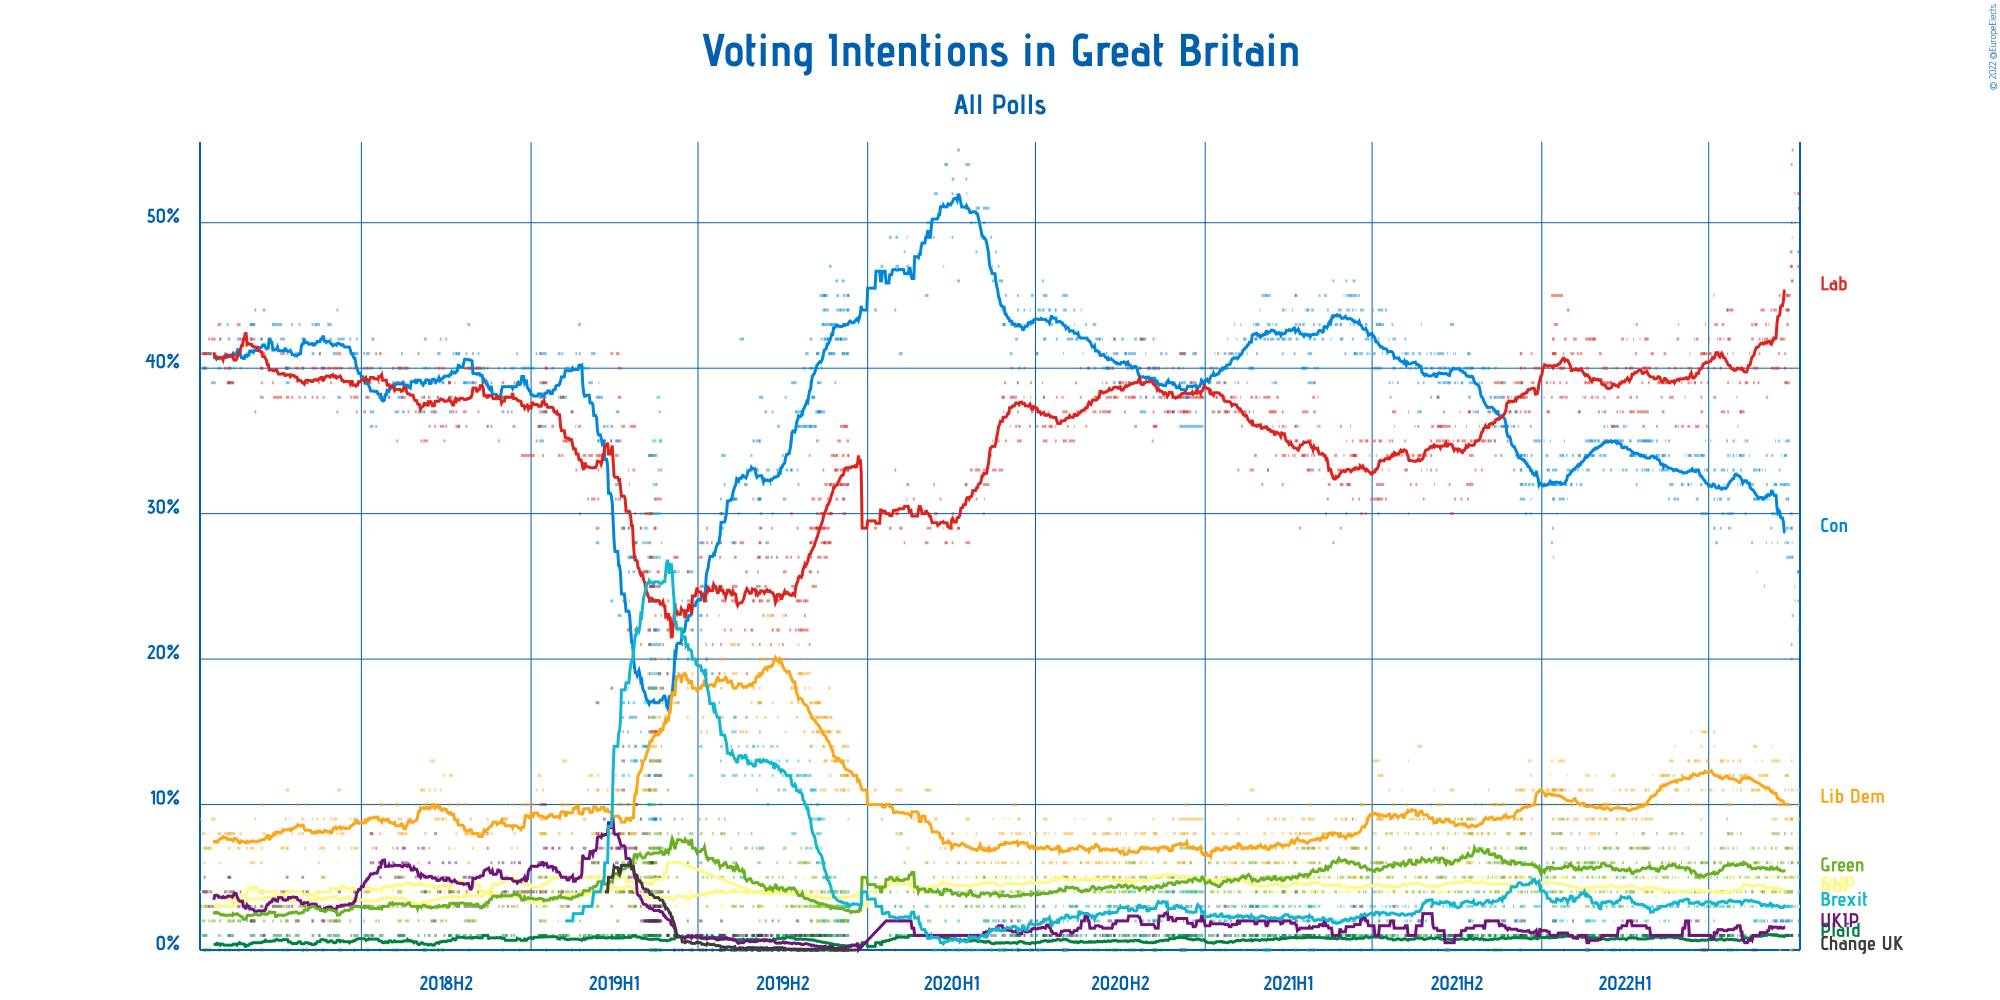 © 2022 @EuropeElects
Voting Intentions in Great Britain
All Polls
50%
40%
30%
20%
10%
0%
Lab
Con
Lib Dem
Green
SNP
Brexit
UKIP
Plaid
Change UK
2018H2
2019H1
2019H2
2020H1
2020H2
2021H1
2021H2
2022H1